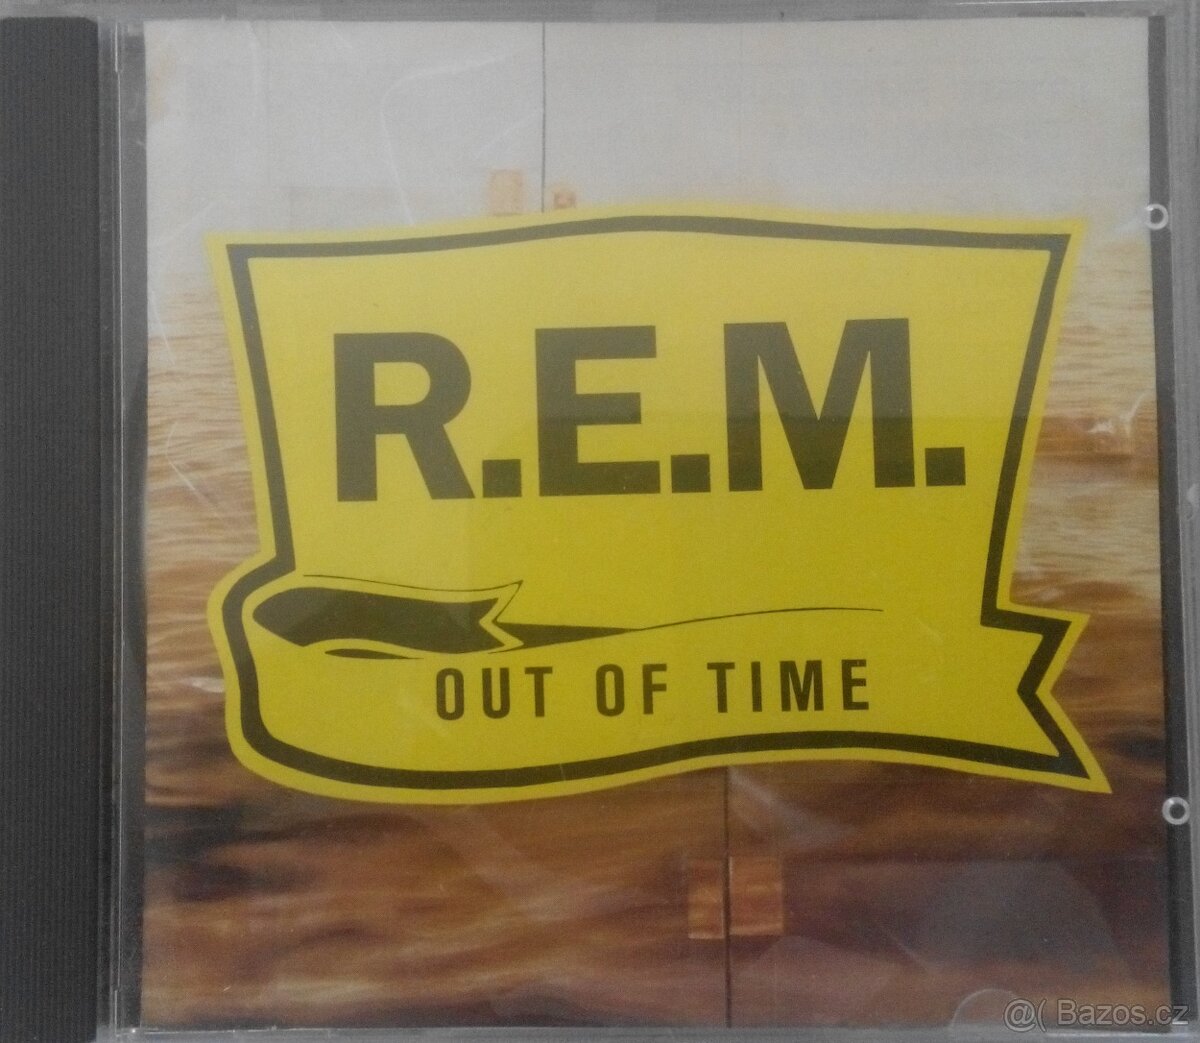 R.E.M.
OUT OF TIME
@( Bazos.cz